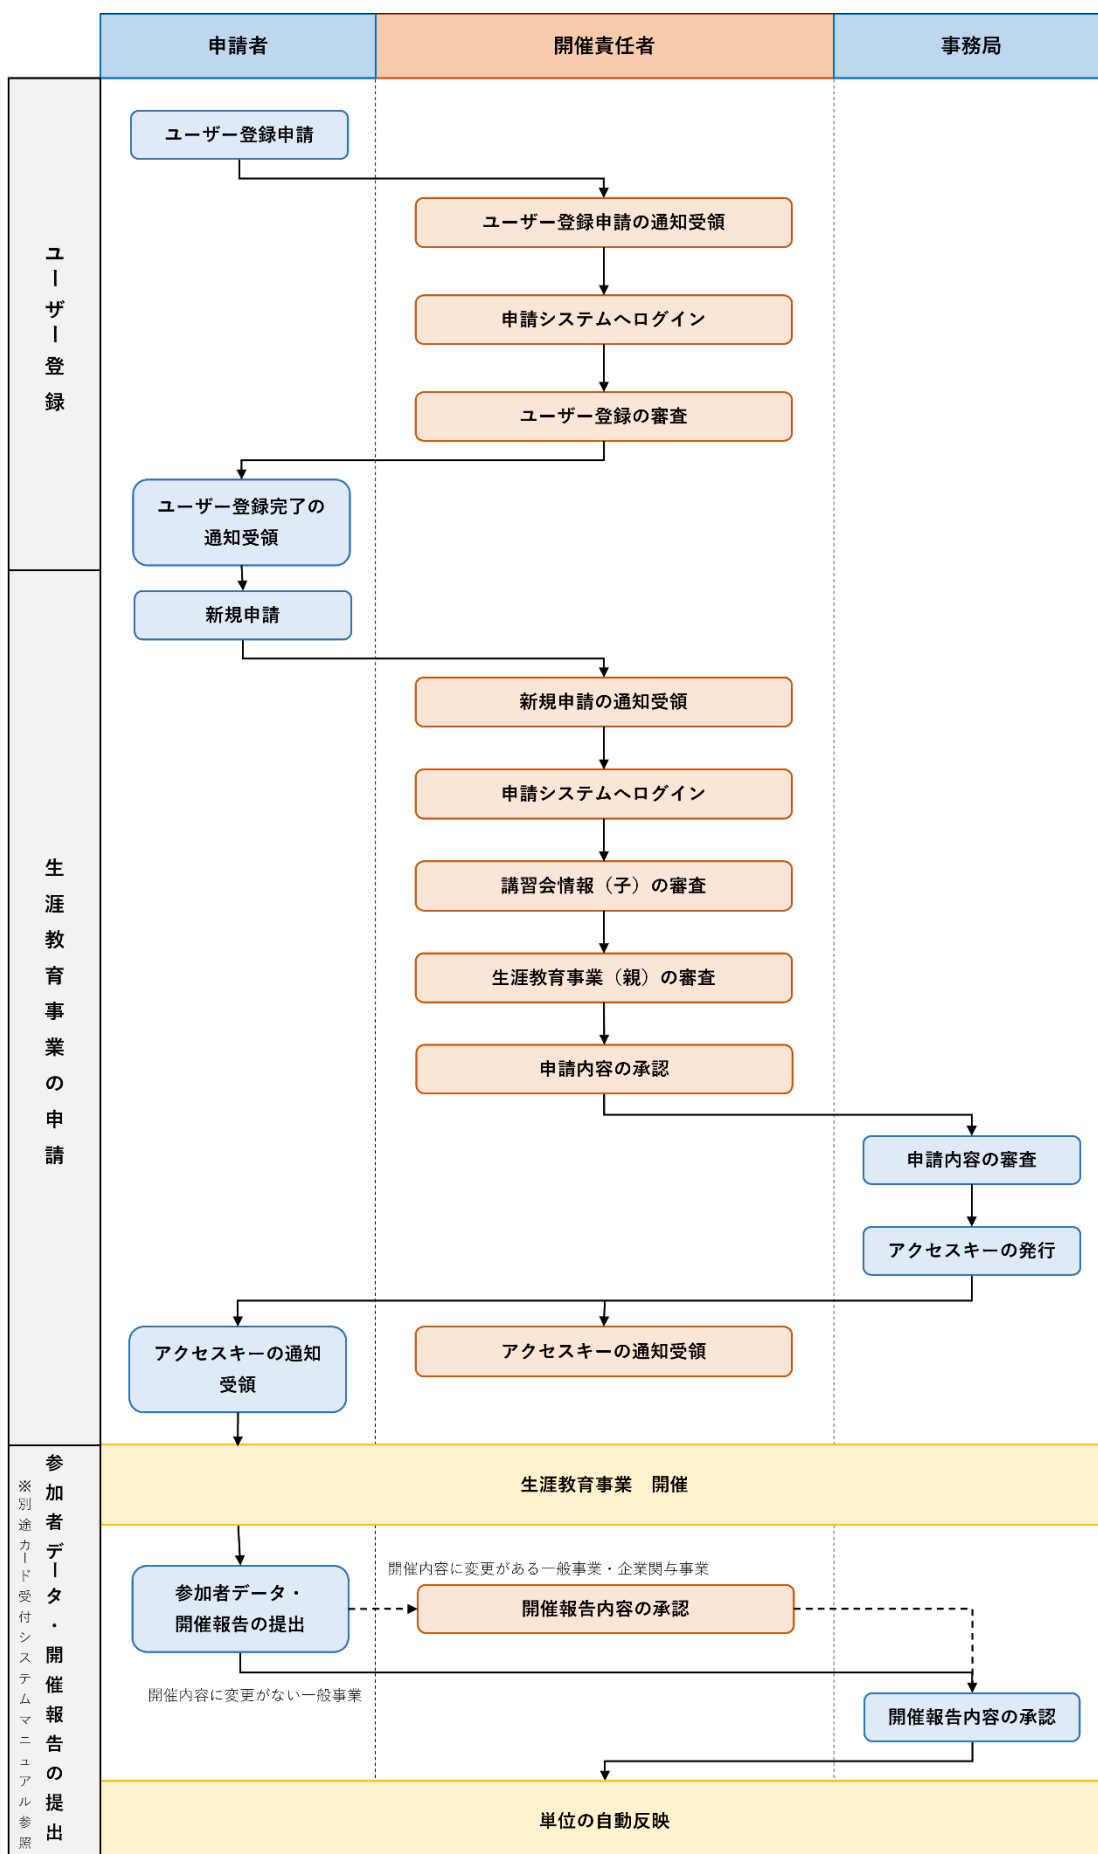 申請者
開催責任者
事務局
ユーザー登録
ユーザー登録申請
ユーザー登録申請の通知受領
申請システムへログイン
ユーザー登録の審査
ユーザー登録完了の
通知受領
生涯教育事業の申請
新規申請
新規申請の通知受領
申請システムへログイン
講習会情報（子）の審査
生涯教育事業（親）の審査
申請内容の承認
申請内容の審査
アクセスキーの発行
アクセスキーの通知
受領
アクセスキーの通知受領
参加者データ・開催報告の提出
※別途カード受付システムマニュアル参照
生涯教育事業　開催
開催内容に変更がある一般事業・企業関与事業
参加者データ・
開催報告の提出
開催報告内容の承認
開催内容に変更がない一般事業
開催報告内容の承認
単位の自動反映